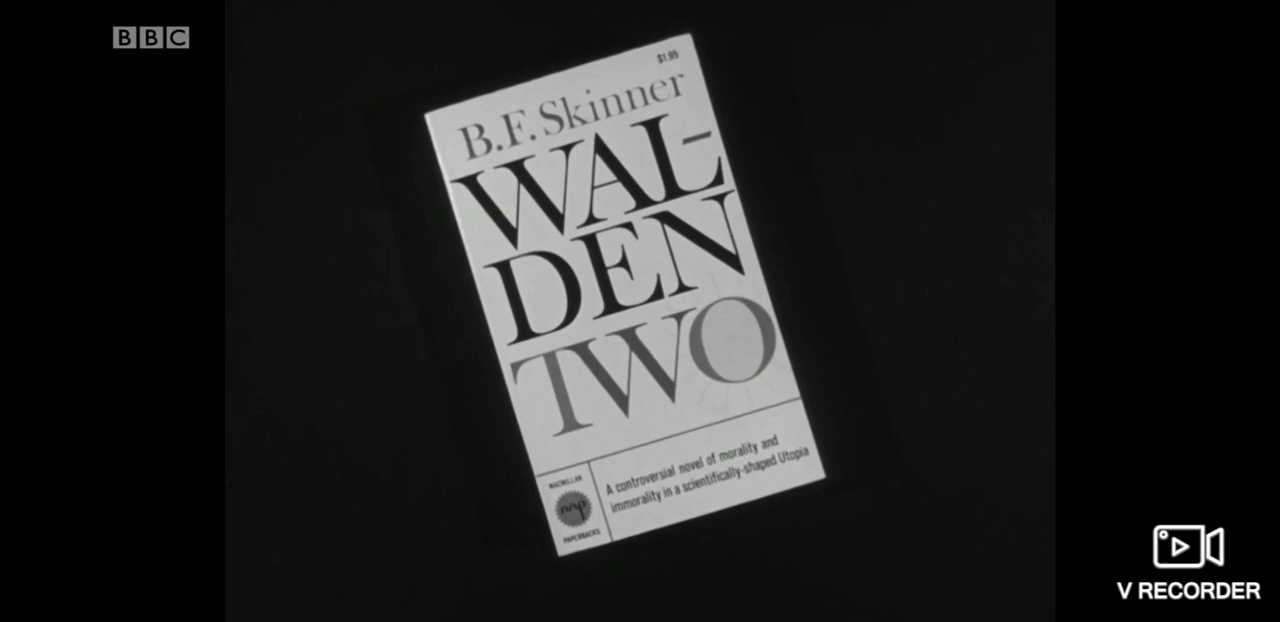 BBC
$1.95
B.F. Skinner
WAL-
DEN
TWO
MACMILLAN
mp
PAPERBACKS
A controversial novel of morality and
immorality in a scientifically-shaped Utopia
V RECORDER